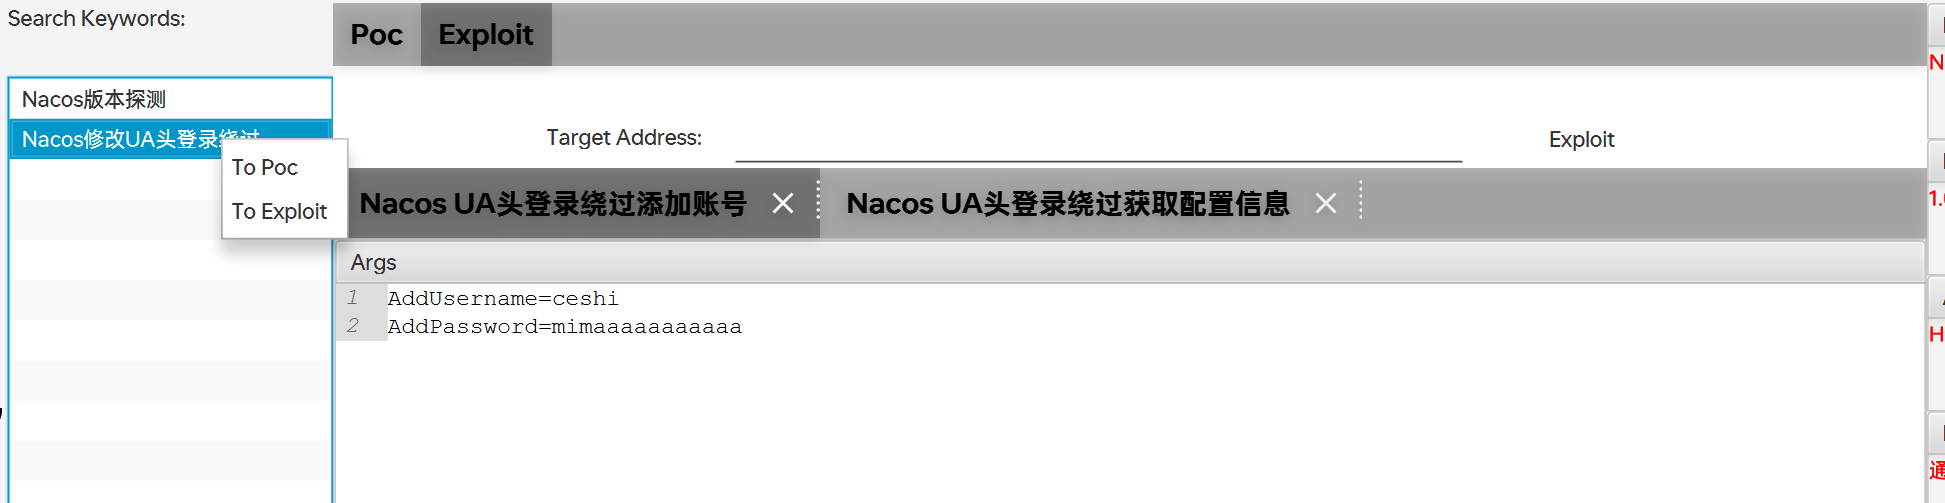 Search Keywords:
Poc
Exploit
Nacos版本探测
Nacos修改UA头登录绕过
To Poc
To Exploit
Target Address:
Exploit
Nacos UA头登录绕过添加账号
Nacos UA头登录绕过获取配置信息
Args
1 AddUsername=ceshi
2 AddPassword=mimaaaaaaaaaaa
N
1.
H
通